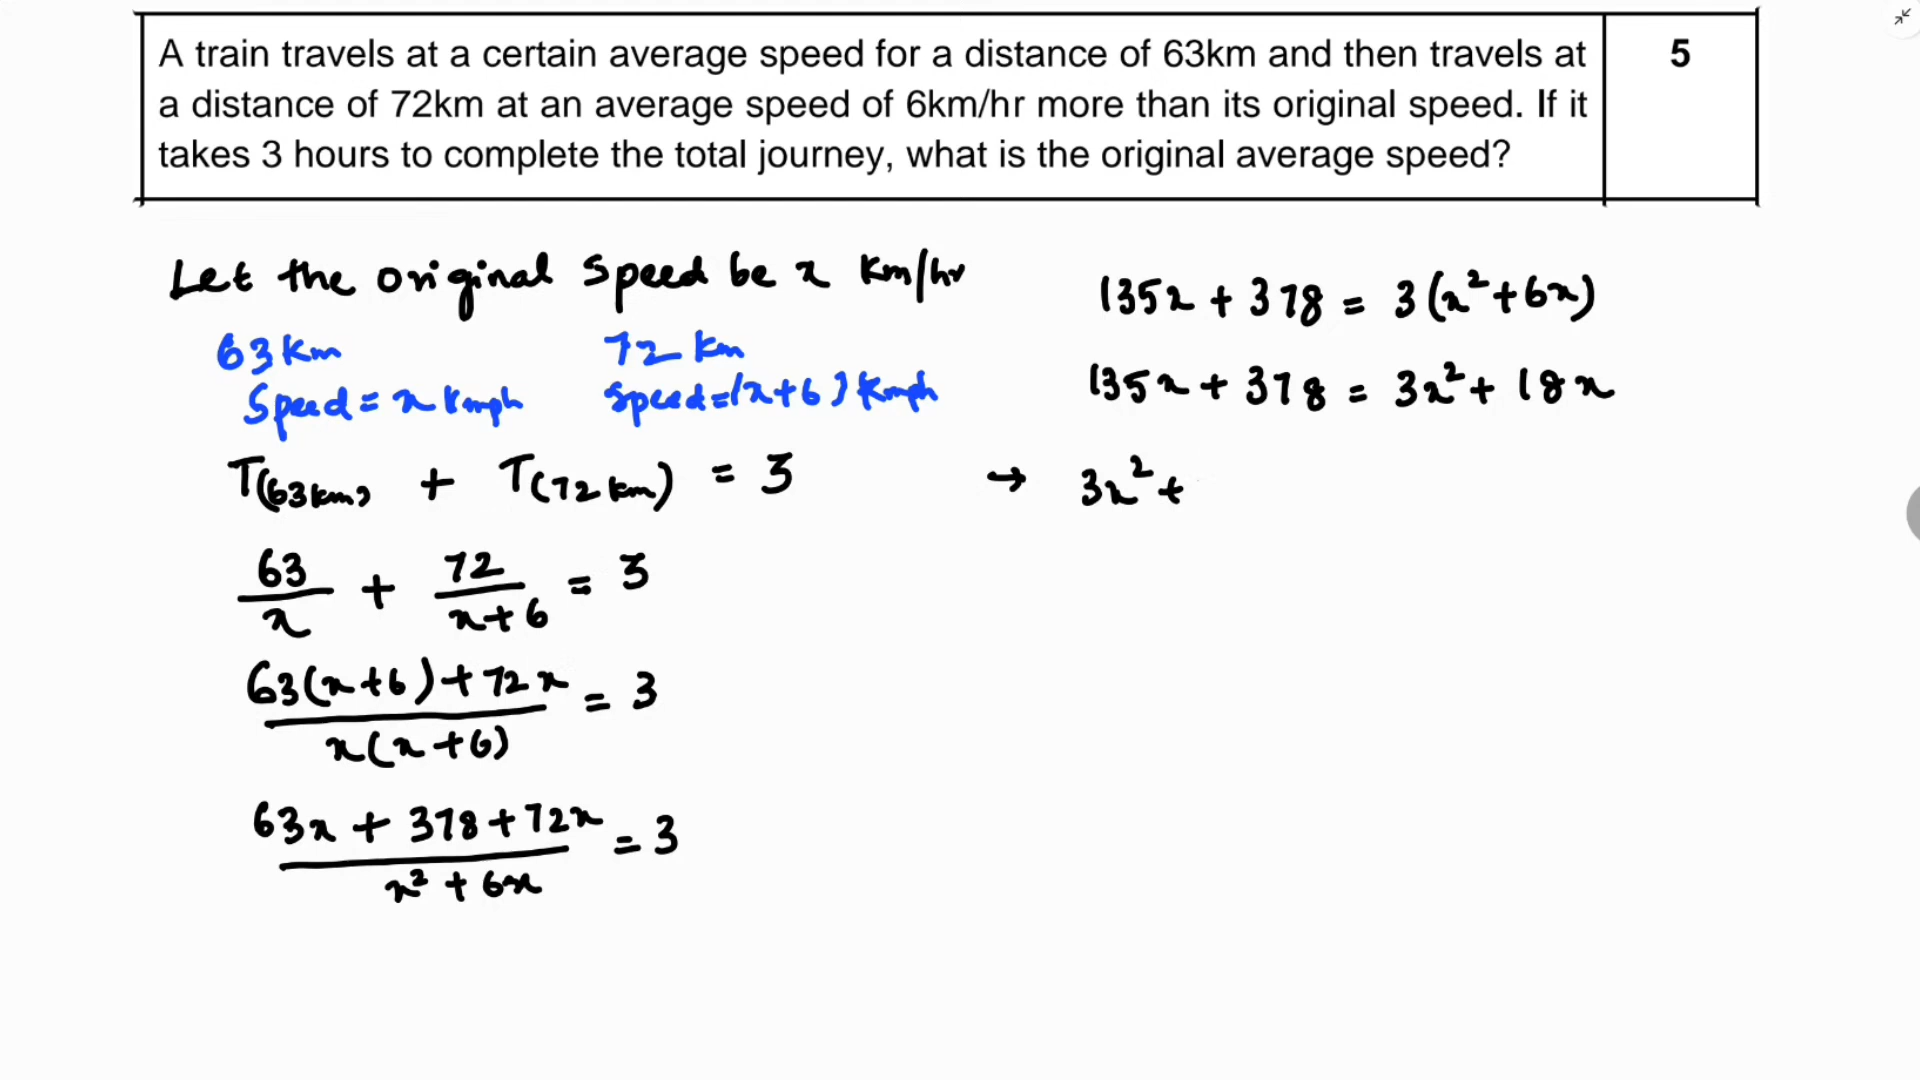 A train travels at a certain average speed for a distance of 63km and then travels at
a distance of 72km at an average speed of 6km/hr more than its original speed. If it
takes 3 hours to complete the total journey, what is the original average speed?
5
Let the original speed be x km/hr
63km 72 km
Speed = x kmph speed=(x+6) kmph
T(63km) + T(72 km) = 3
63/x + 72/x+6 = 3
63(x+6)+72x/x(x+6) = 3
63x + 378 + 72x/x² + 6x = 3
135x + 378 = 3(x²+6x)
135x + 378 = 3x² + 18x
→ 3x² +